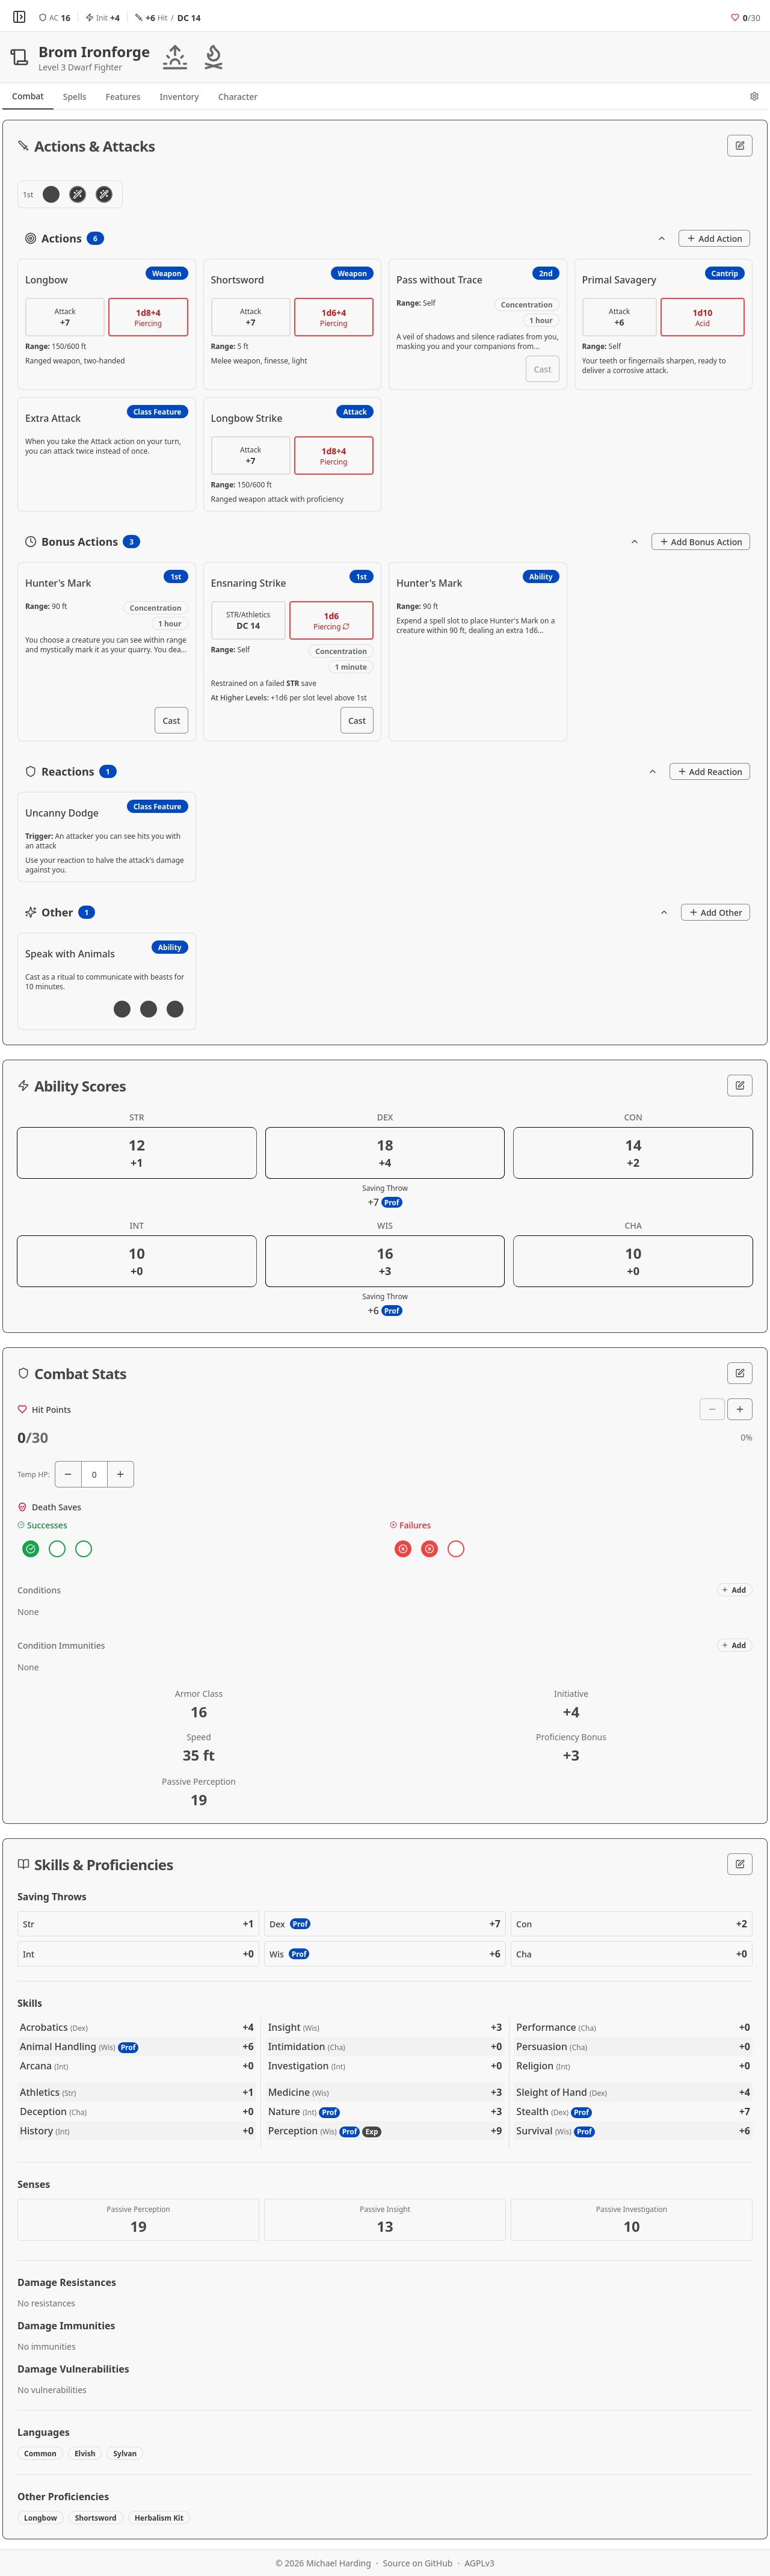 AC 16 Init +4 +6 Hit / DC 14 0/30
Brom Ironforge
Level 3 Dwarf Fighter
Combat Spells Features Inventory Character
Actions & Attacks
1st
Actions 6 Add Action
Longbow Weapon
Attack
+7
1d8+4
Piercing
Range: 150/600 ft
Ranged weapon, two-handed
Shortsword Weapon
Attack
+7
1d6+4
Piercing
Range: 5 ft
Melee weapon, finesse, light
Pass without Trace 2nd
Range: Self Concentration
1 hour
A veil of shadows and silence radiates from you,
masking you and your companions from...
Cast
Primal Savagery Cantrip
Attack
+6
1d10
Acid
Range: Self
Your teeth or fingernails sharpen, ready to
deliver a corrosive attack.
Extra Attack Class Feature
When you take the Attack action on your turn,
you can attack twice instead of once.
Longbow Strike Attack
Attack
+7
1d8+4
Piercing
Range: 150/600 ft
Ranged weapon attack with proficiency
Bonus Actions 3 Add Bonus Action
Hunter's Mark 1st
Range: 90 ft Concentration
1 hour
You choose a creature you can see within range
and mystically mark it as your quarry. You dea...
Cast
Ensnaring Strike 1st
STR/Athletics
DC 14
1d6
Piercing
Range: Self Concentration
1 minute
Restrained on a failed STR save
At Higher Levels: +1d6 per slot level above 1st
Cast
Hunter's Mark Ability
Range: 90 ft
Expend a spell slot to place Hunter's Mark on a
creature within 90 ft, dealing an extra 1d6...
Reactions 1 Add Reaction
Uncanny Dodge Class Feature
Trigger: An attacker you can see hits you with
an attack
Use your reaction to halve the attack's damage
against you.
Other 1 Add Other
Speak with Animals Ability
Cast as a ritual to communicate with beasts for
10 minutes.
Ability Scores
STR DEX CON
12 18 14
+1 +4 +2
Saving Throw
+7 Prof
INT WIS CHA
10 16 10
+0 +3 +0
Saving Throw
+6 Prof
Combat Stats
Hit Points
0/30 0%
Temp HP: 0
Death Saves
Successes Failures
Conditions Add
None
Condition Immunities Add
None
Armor Class Initiative
16 +4
Speed Proficiency Bonus
35 ft +3
Passive Perception
19
Skills & Proficiencies
Saving Throws
Str +1 Dex Prof +7 Con +2
Int +0 Wis Prof +6 Cha +0
Skills
Acrobatics (Dex) +4 Insight (Wis) +3 Performance (Cha) +0
Animal Handling (Wis) Prof +6 Intimidation (Cha) +0 Persuasion (Cha) +0
Arcana (Int) +0 Investigation (Int) +0 Religion (Int) +0
Athletics (Str) +1 Medicine (Wis) +3 Sleight of Hand (Dex) +4
Deception (Cha) +0 Nature (Int) Prof +3 Stealth (Dex) Prof +7
History (Int) +0 Perception (Wis) Prof Exp +9 Survival (Wis) Prof +6
Senses
Passive Perception Passive Insight Passive Investigation
19 13 10
Damage Resistances
No resistances
Damage Immunities
No immunities
Damage Vulnerabilities
No vulnerabilities
Languages
Common Elvish Sylvan
Other Proficiencies
Longbow Shortsword Herbalism Kit
© 2026 Michael Harding · Source on GitHub · AGPLv3